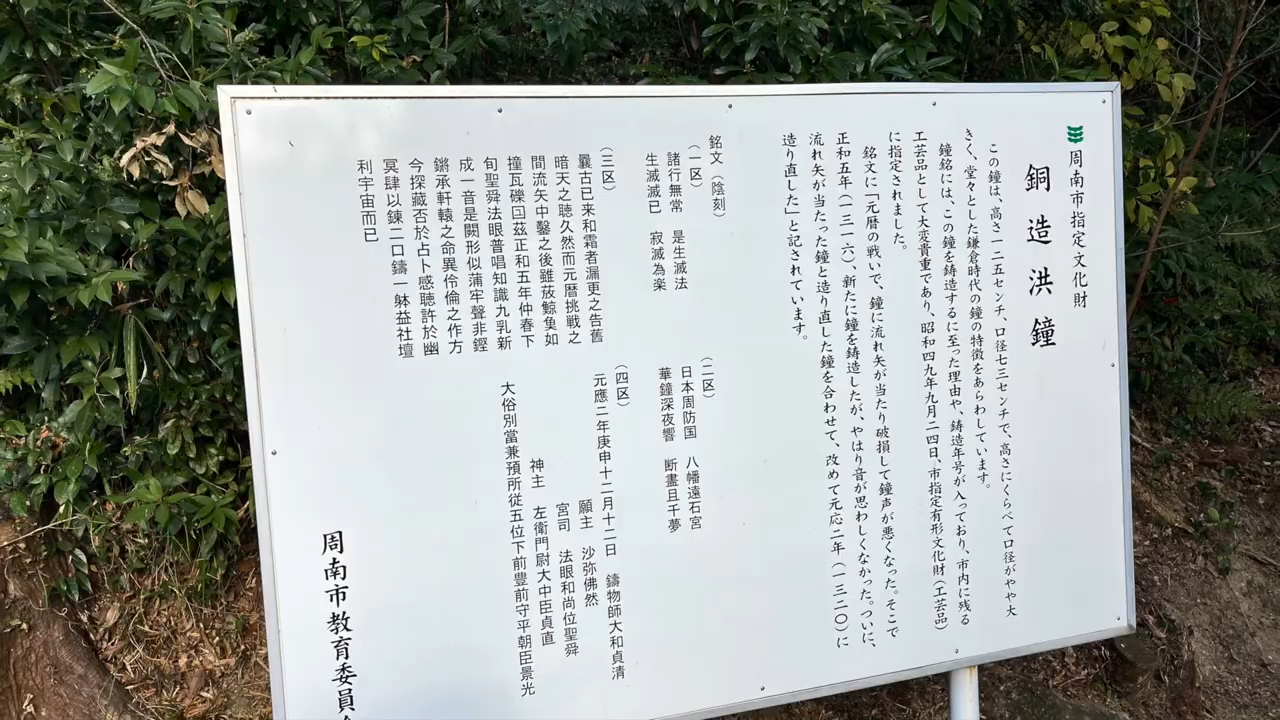 周南市指定文化財
銅造洪鐘
この鐘は、高さ一二五センチ、口径七三センチで、高さにくらべて口径がやや大
きく、堂々とした鎌倉時代の鐘の特徴をあらわしています。
鐘銘には、この鐘を鋳造するに至った理由や、鋳造年号が入っており、市内に残る
工芸品として大変貴重であり、昭和四九年九月二四日、市指定有形文化財（工芸品）
に指定されました。
銘文に「元暦の戦いで、鐘に流れ矢が当たり破損して鐘声が悪くなった。そこで
正和五年（一三一六）、新たに鐘を鋳造したが、やはり音が思わしくなかった。ついに、
流れ矢が当たった鐘と造り直した鐘を合わせて、改めて元応二年（一三二〇）に
造り直した」と記されています。
銘文（陰刻）
（一区）
諸行無常　是生滅法
生滅滅已　寂滅為楽
（二区）
日本周防国　八幡遠石宮
華鐘深夜響　断盡且千夢
（三区）
曩古已来和霜者漏更之告舊
暗天之聴久然而元暦挑戦之
間流矢中鑿之後雖菽鯨㲋如
撞瓦礫囗茲正和五年仲春下
旬聖舜法眼普唱知識九乳新
成一音是闕形似蒲牢聲非鏗
鏘承軒轅之命異伶倫之作方
今探藏否於占卜感聴許於幽
冥肆以錬二口鑄一躰益社壇
利宇宙而已
（四区）
元應二年庚申十二月十二日　鑄物師大和貞清
願主　沙弥佛然
宮司　法眼和尚位聖舜
神主　左衛門尉大中臣貞直
大俗別當兼預所従五位下前豊前守平朝臣景光
周南市教育委員